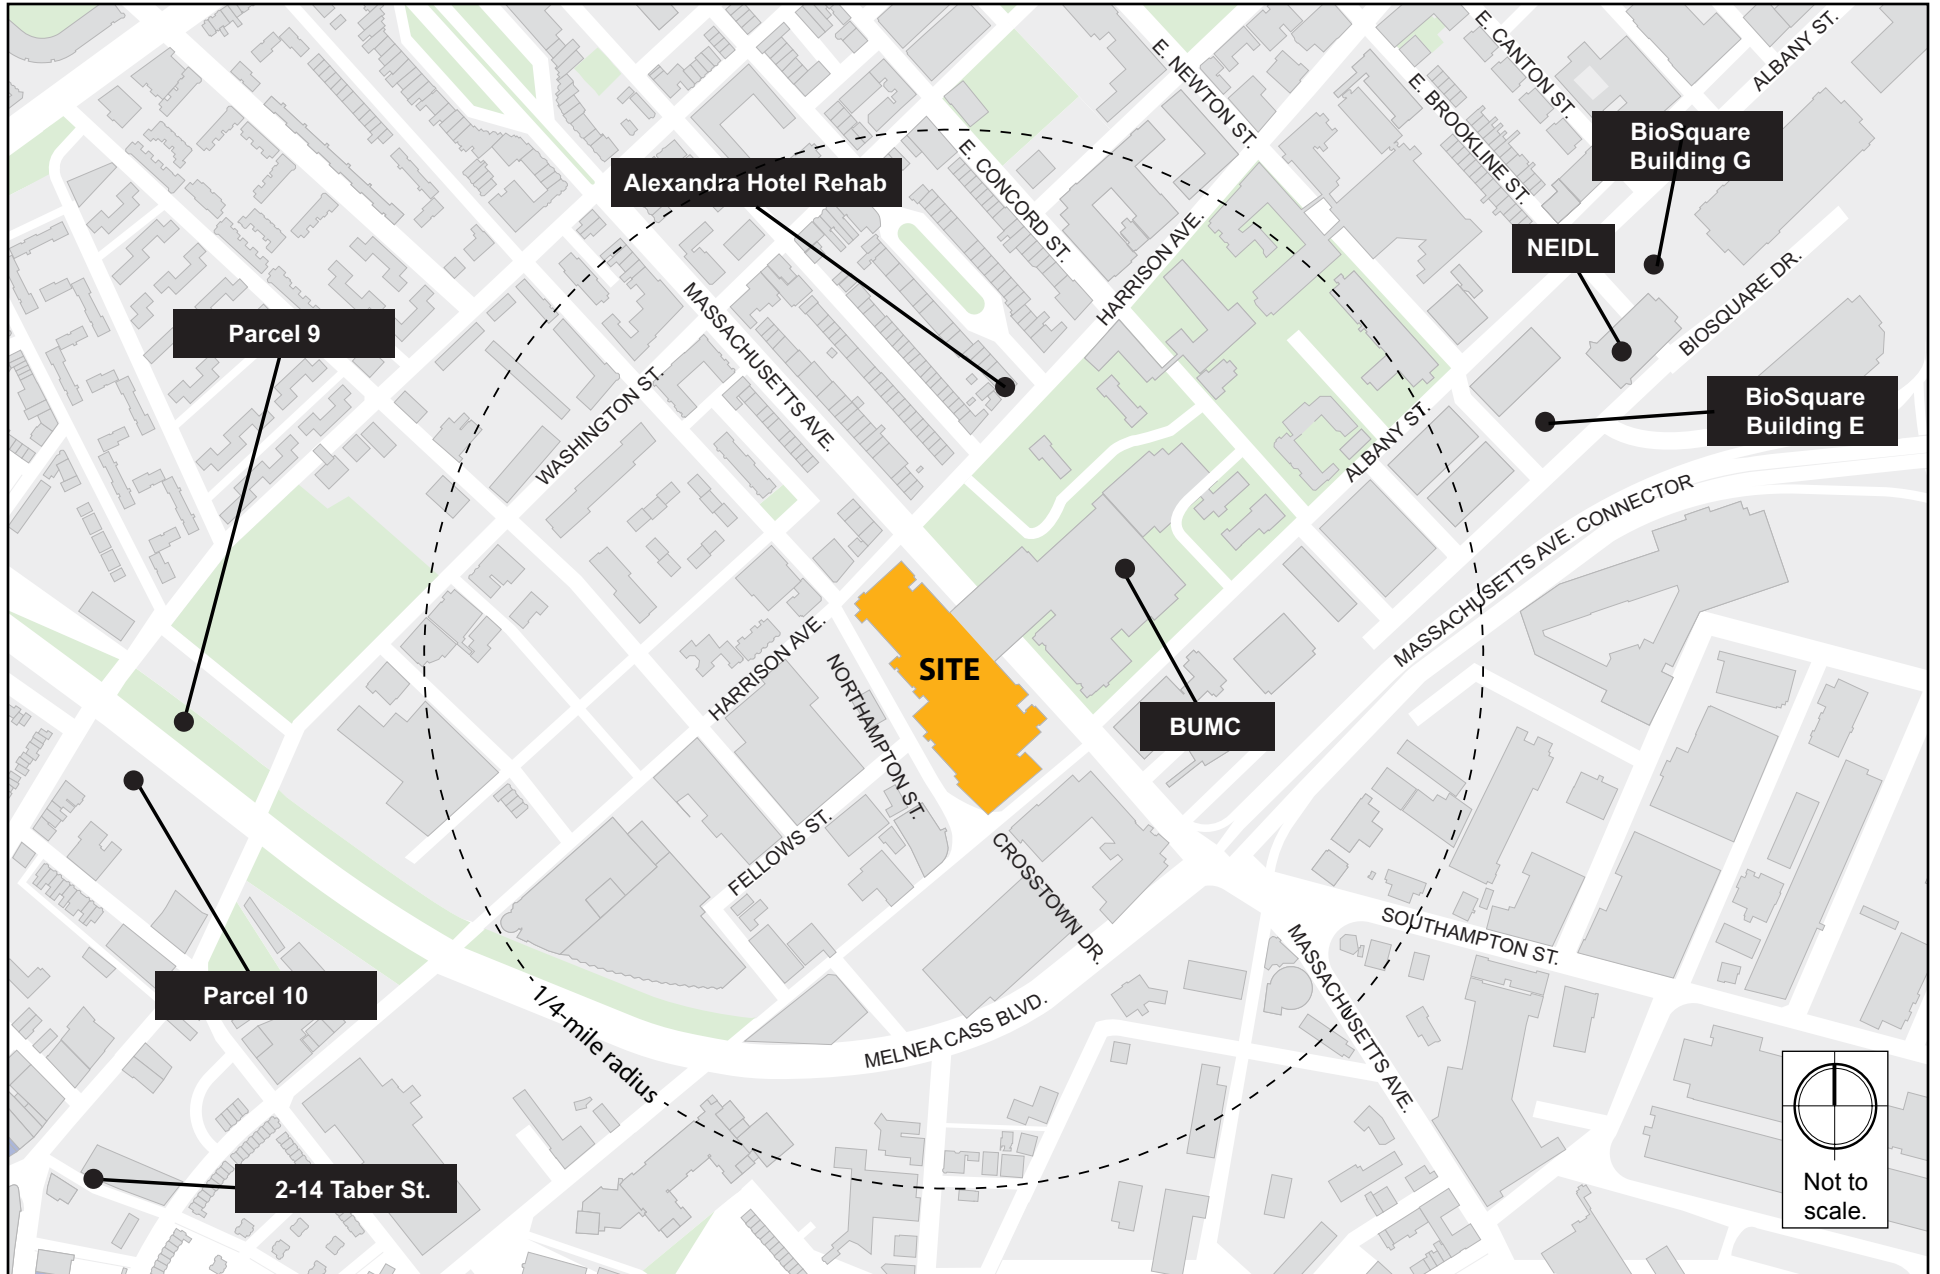 E. CANTON ST.
ALBANY ST.
E. NEWTON ST.
E. BROOKLINE ST.
BioSquare
Building G
E. CONCORD ST.
Alexandra Hotel Rehab
HARRISON AVE.
NEIDL
BIOSQUARE DR.
Parcel 9
MASSACHUSETTS AVE.
WASHINGTON ST.
BioSquare
Building E
ALBANY ST.
MASSACHUSETTS AVE. CONNECTOR
HARRISON AVE.
NORTHAMPTON ST.
SITE
BUMC
FELLOWS ST.
CROSSTOWN DR.
SOUTHAMPTON ST.
MASSACHUSETTS AVE.
Parcel 10
1/4-mile radius
MELNEA CASS BLVD.
2-14 Taber St.
Not to
scale.